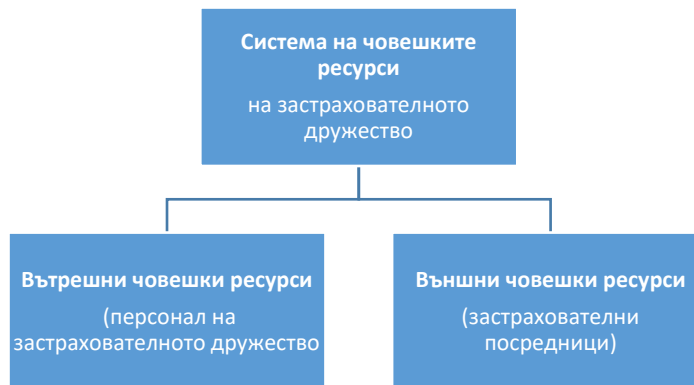 Система на човешките
ресурси
на застрахователното
дружество
Вътрешни човешки ресурси
(персонал на
застрахователното дружество
Външни човешки ресурси
(застрахователни
посредници)